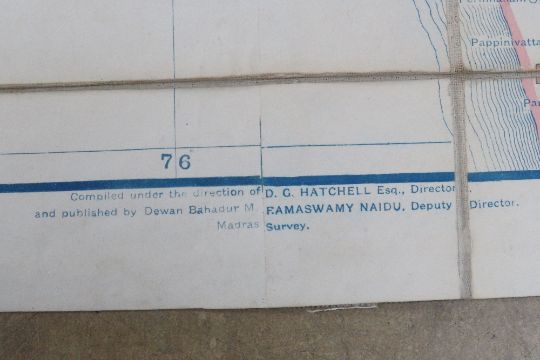 Pappinivatta
76
Compiled under the direction of D. G. HATCHELL Esq., Director.
and published by Dewan Bahadur M. RAMASWAMY NAIDU, Deputy Director.
Madras Survey.